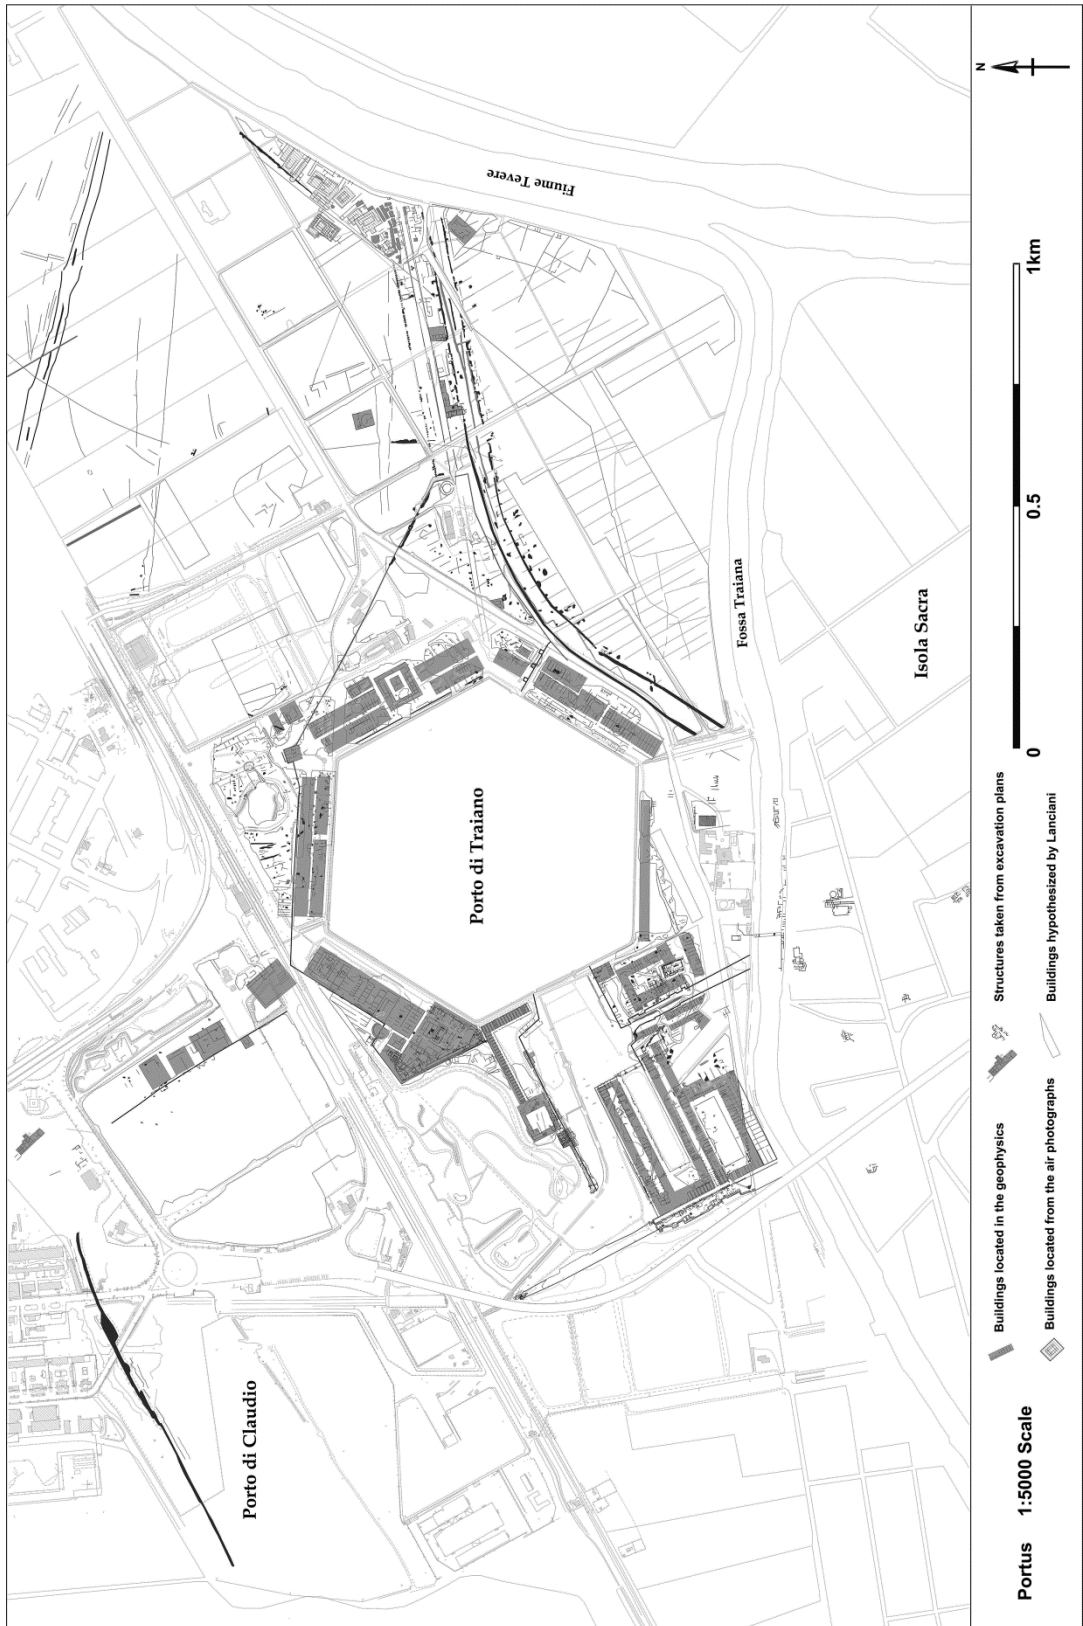 Fiume Tevere
Porto di Traiano
Fossa Traiana
Isola Sacra
Porto di Claudio
N
Portus 1:5000 Scale
Buildings located in the geophysics
Structures taken from excavation plans
Buildings located from the air photographs
Buildings hypothesized by Lanciani
0
0.5
1km